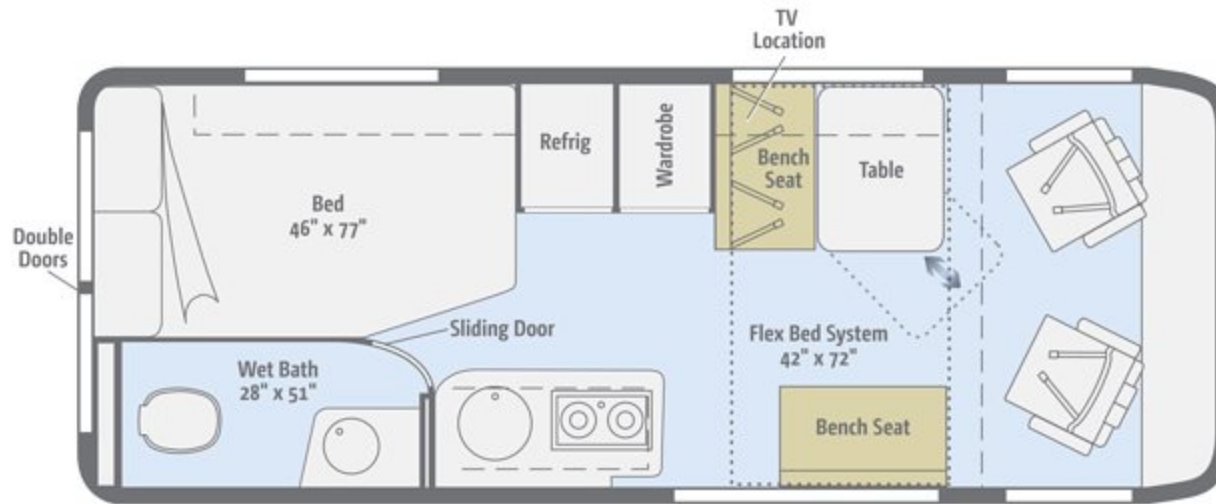 TV
Location
Refrig
Wardrobe
Bench
Seat
Table
Bed
46" x 77"
Double
Doors
Sliding Door
Flex Bed System
42" x 72"
Wet Bath
28" x 51"
Bench Seat